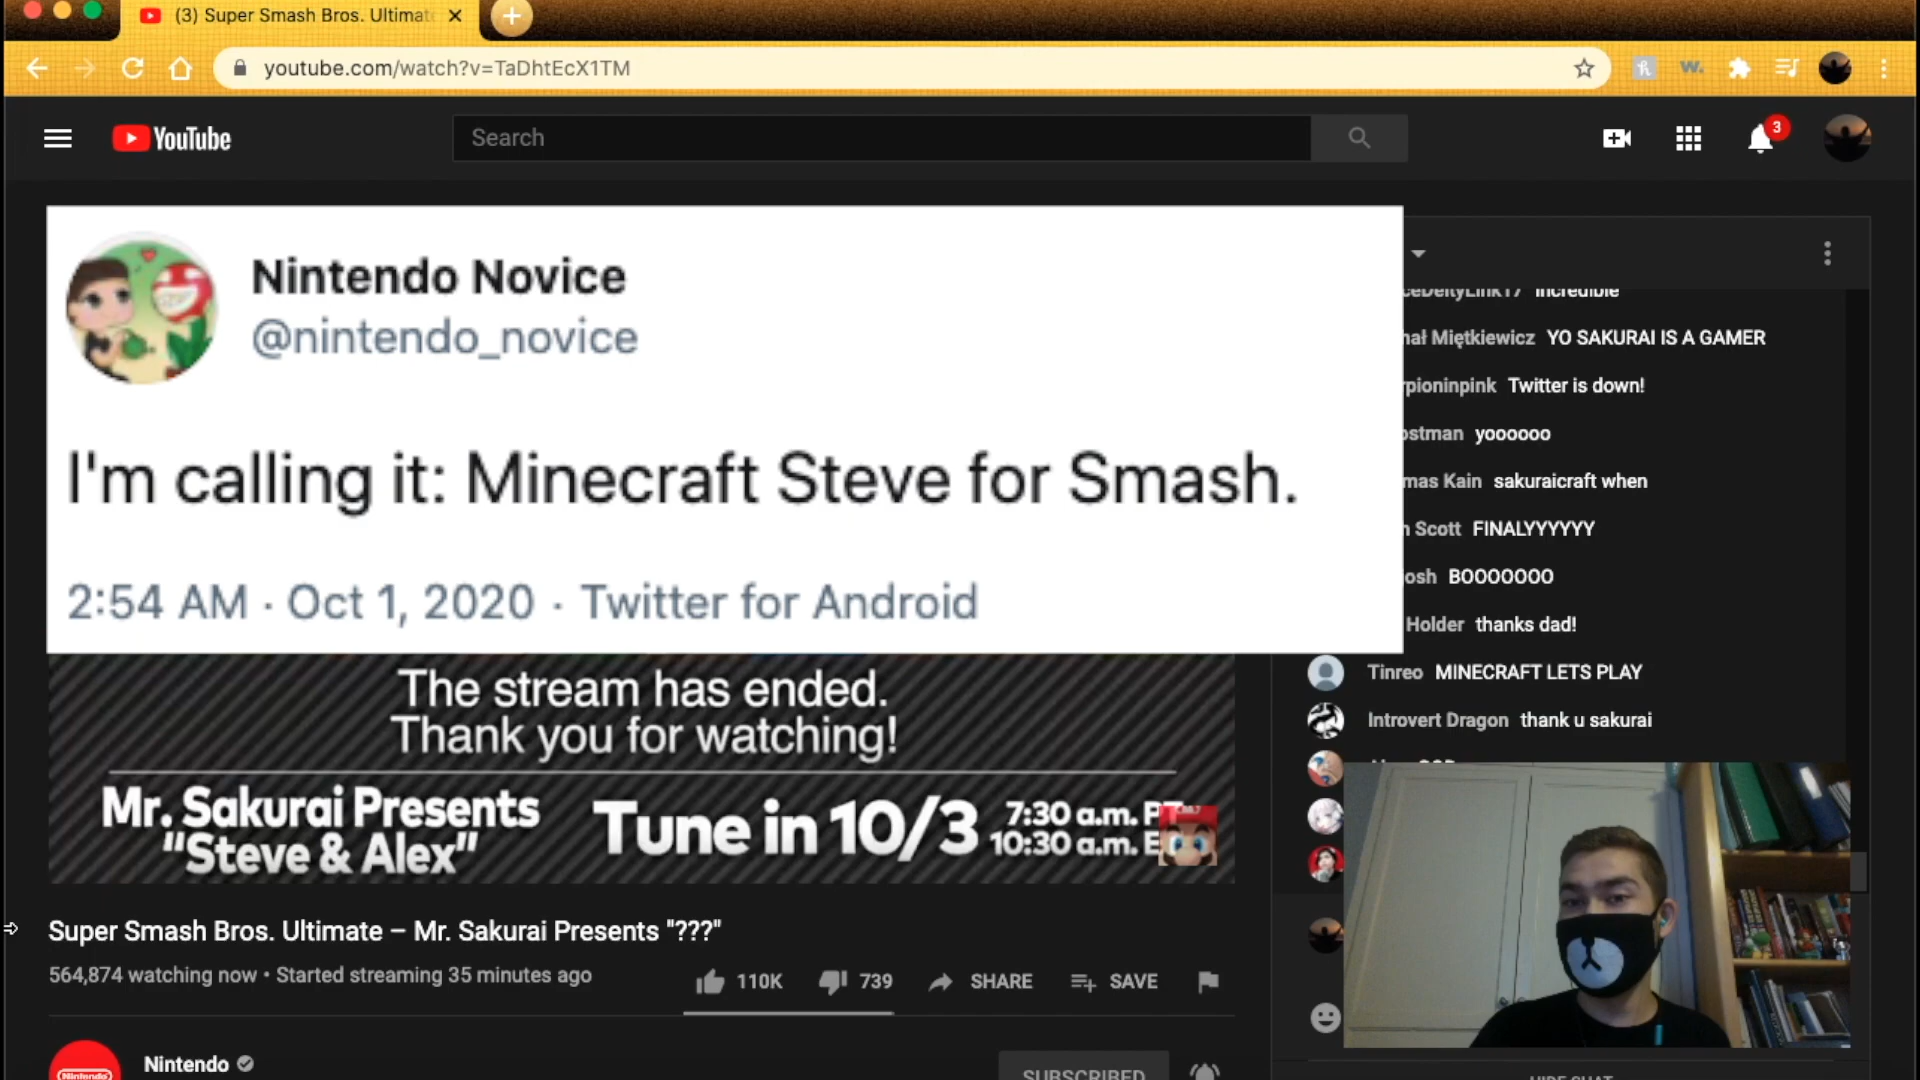 (3) Super Smash Bros. Ultimat
youtube.com/watch?v=TaDhtEcX1TM
YouTube
Search
3
Nintendo Novice
@nintendo_novice
I'm calling it: Minecraft Steve for Smash.
2:54 AM · Oct 1, 2020 · Twitter for Android
incredible
Miętkiewicz YO SAKURAI IS A GAMER
Twitter is down!
yoooooo
Kain sakuraicraft when
Scott FINALYYYYYY
BOOOOOOO
Holder thanks dad!
Tinreo MINECRAFT LETS PLAY
Introvert Dragon thank u sakurai
The stream has ended.
Thank you for watching!
Mr. Sakurai Presents
"Steve & Alex"
Tune in 10/3
7:30 a.m.
10:30 a.m.
Super Smash Bros. Ultimate – Mr. Sakurai Presents "???"
564,874 watching now • Started streaming 35 minutes ago
110K 739 SHARE SAVE
Nintendo
Nintendo
SUBSCRIBED
HIDE CHAT